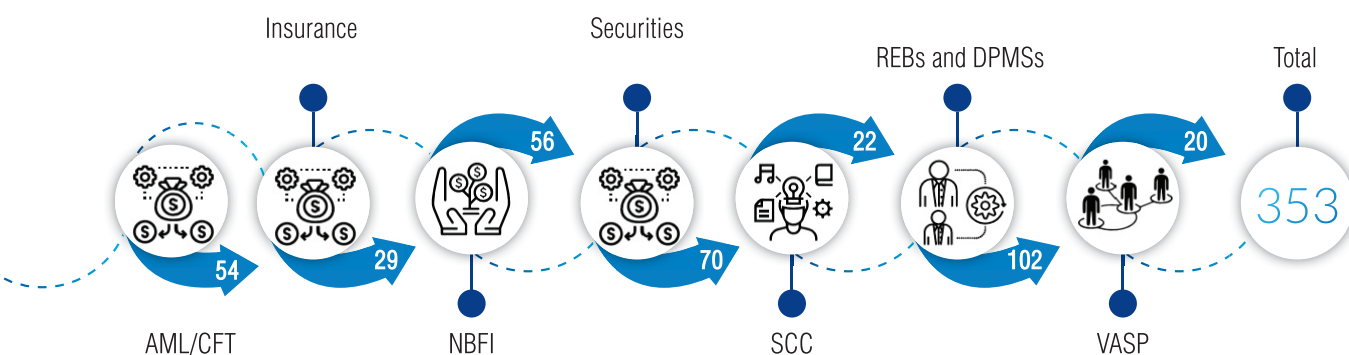 Insurance
Securities
REBs and DPMSs
Total
54
29
56
70
22
102
20
353
AML/CFT
NBFI
SCC
VASP